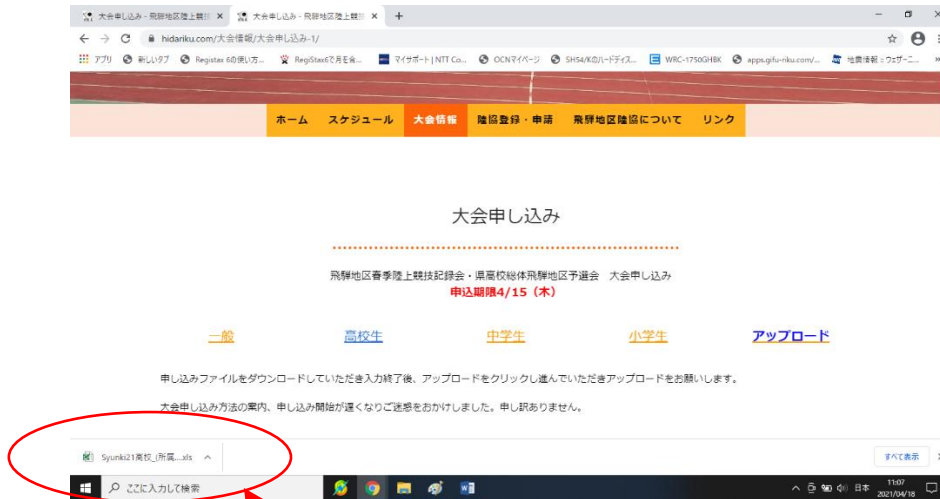 大会申し込み - 飛騨地区陸上競技
大会申し込み - 飛騨地区陸上競技
hidariku.com/大会情報/大会申し込み-1/
アプリ 新しいタブ Registax 6の使い方... RegiStax6で月を合... マイサポート | NTT Co... OCNマイページ SH54/Kのハードディス... WRC-1750GHBK apps.gifu-riku.com/... 地震情報 : ウェザーニ...
ホーム スケジュール 大会情報 陸協登録・申請 飛騨地区陸協について リンク
大会申し込み
飛騨地区春季陸上競技記録会・県高校総体飛騨地区予選会 大会申し込み
申込期限4/15（木）
一般 高校生 中学生 小学生 アップロード
申し込みファイルをダウンロードしていただき入力終了後、アップロードをクリックし進んでいただきアップロードをお願いします。
大会申し込み方法の案内、申し込み開始が遅くなりご迷惑をおかけしました。申し訳ありません。
Syunki21高校_(所属....xls すべて表示
ここに入力して検索 日本 11:07
2021/04/18